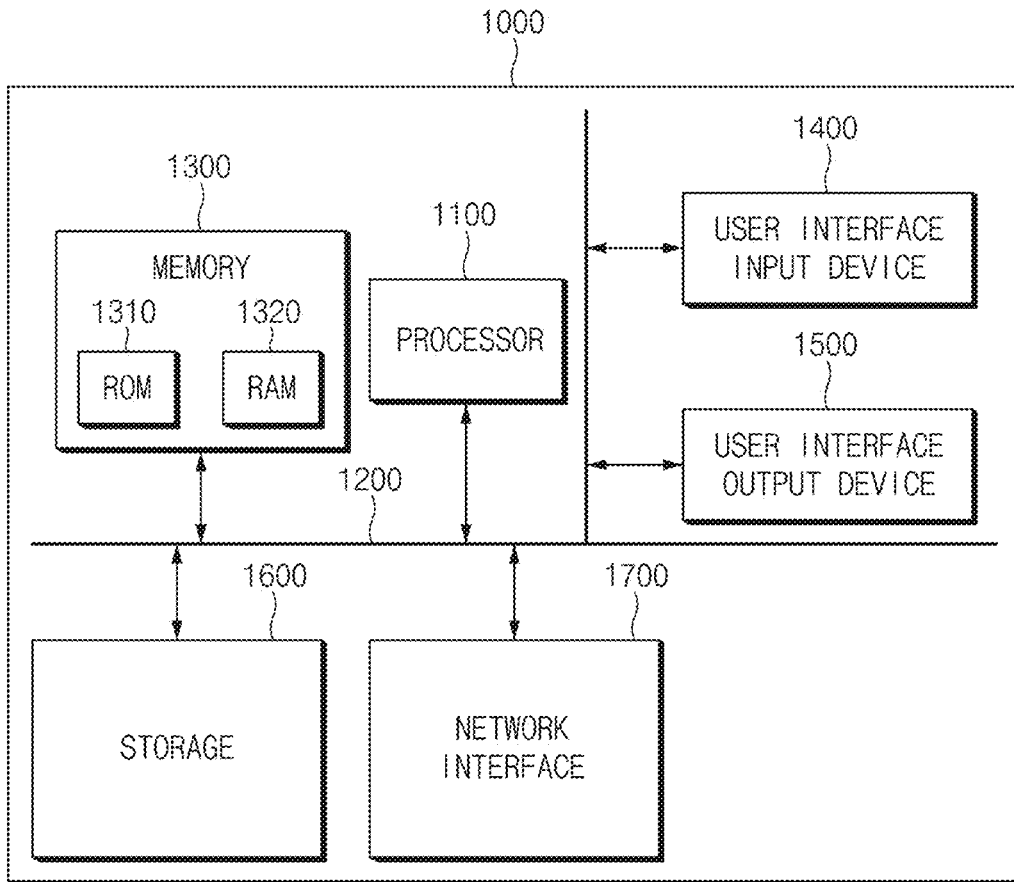 1000
1300
MEMORY
1310
1320
ROM
RAM
1100
PROCESSOR
1400
USER INTERFACE
INPUT DEVICE
1500
USER INTERFACE
OUTPUT DEVICE
1200
1600
STORAGE
1700
NETWORK
INTERFACE